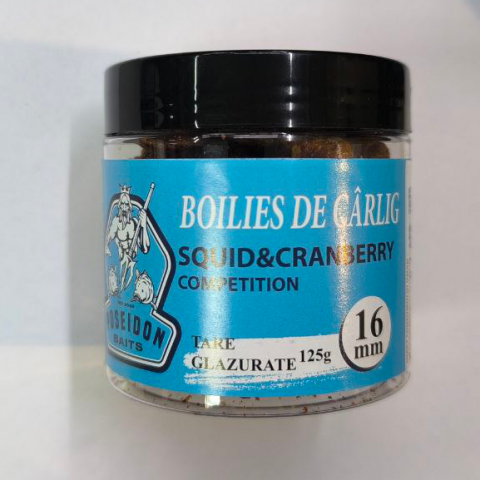 BOILIES DE CÂRLIG
SQUID&CRANBERRY
COMPETITION
TARE
GLAZURATE 125g
16
mm
POSEIDON
BAITS